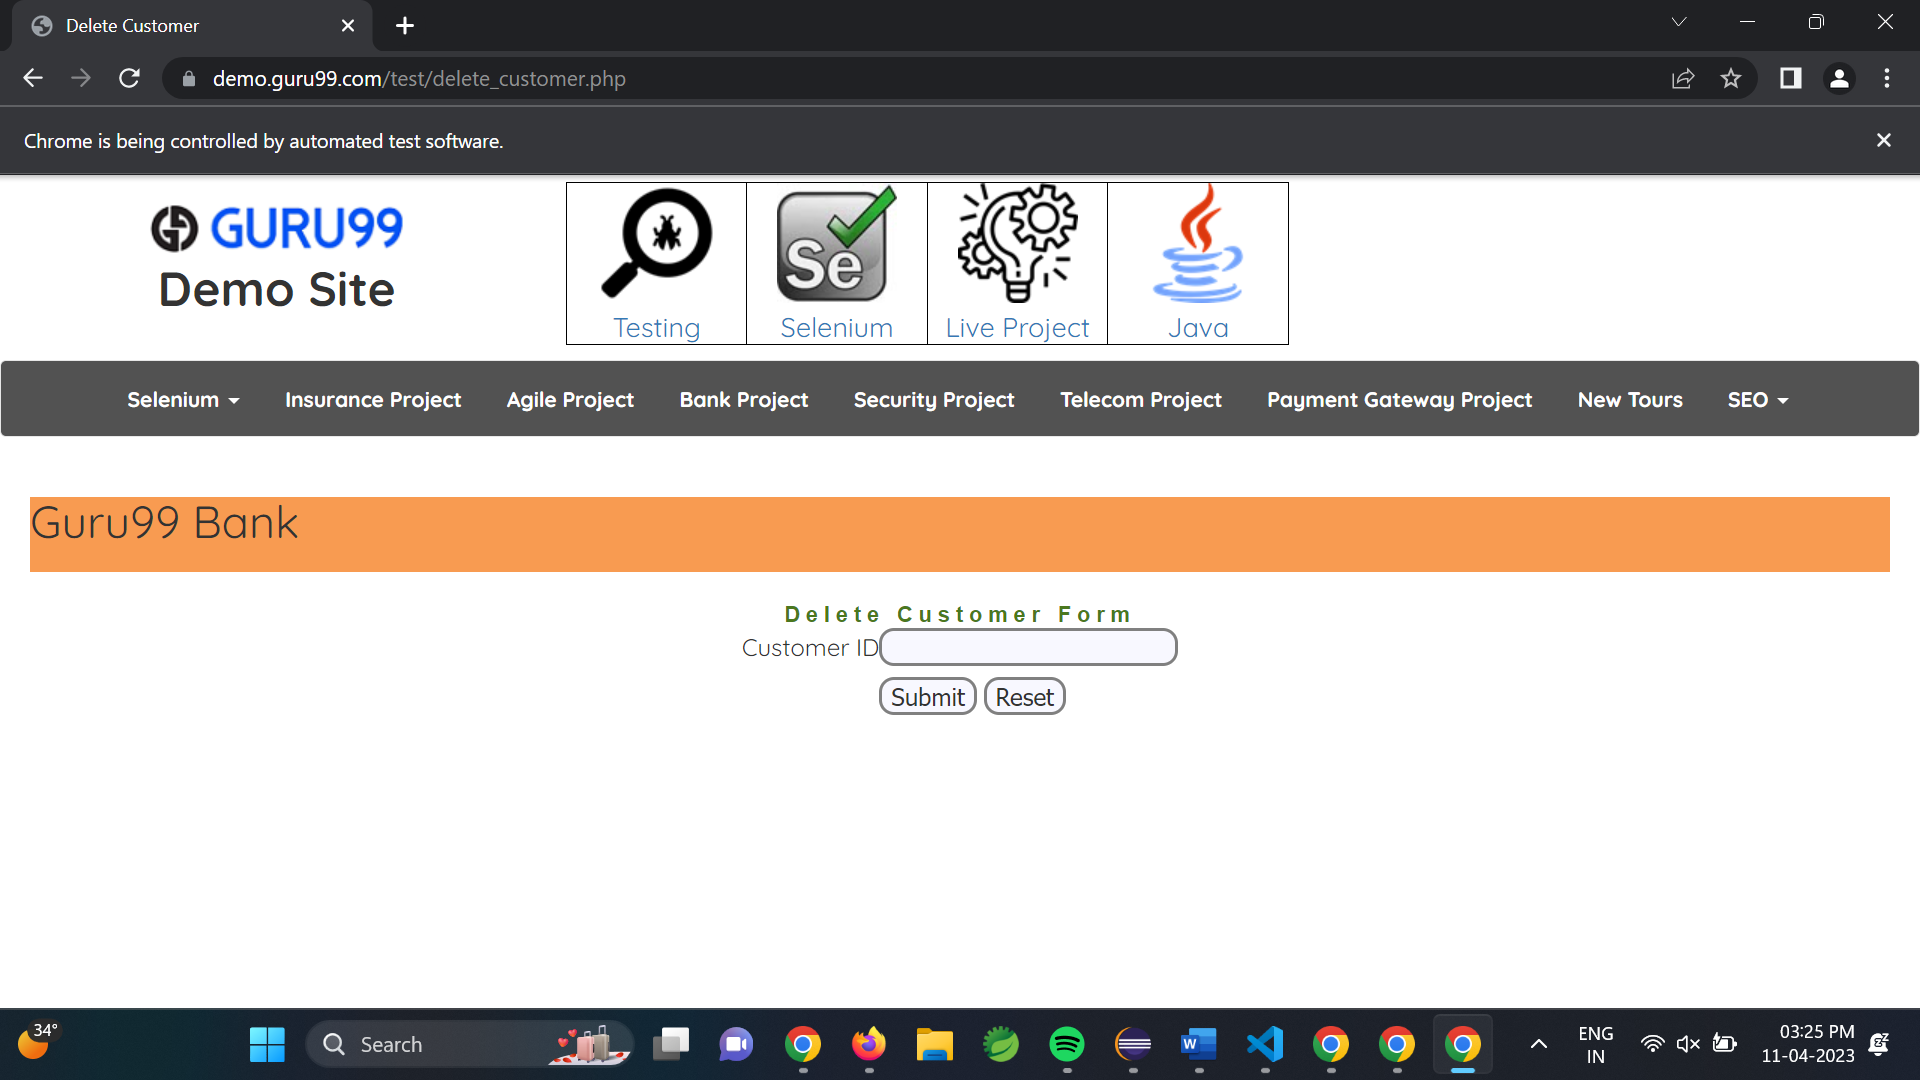 Delete Customer
demo.guru99.com/test/delete_customer.php
Chrome is being controlled by automated test software.
GURU99
Demo Site
Se
Testing
Selenium
Live Project
Java
Selenium
Insurance Project
Agile Project
Bank Project
Security Project
Telecom Project
Payment Gateway Project
New Tours
SEO
Guru99 Bank
Delete Customer Form
Customer ID
Submit
Reset
34°
Search
W
ENG
IN
03:25 PM
11-04-2023